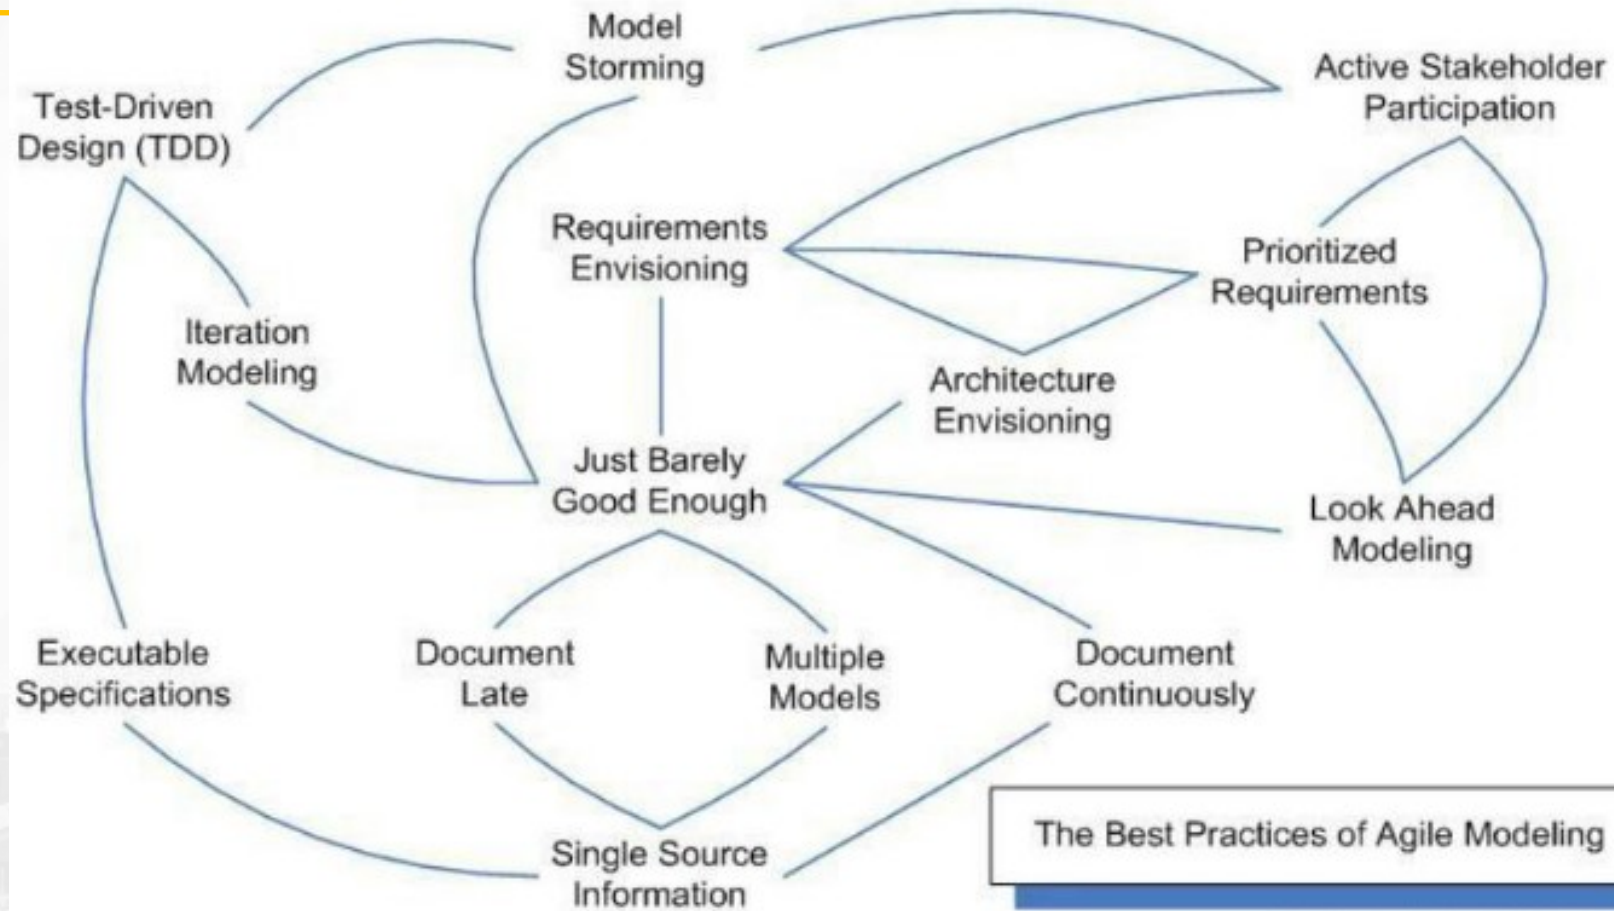 Model
Storming
Active Stakeholder
Participation
Test-Driven
Design (TDD)
Requirements
Envisioning
Prioritized
Requirements
Iteration
Modeling
Architecture
Envisioning
Just Barely
Good Enough
Look Ahead
Modeling
Executable
Specifications
Document
Late
Multiple
Models
Document
Continuously
The Best Practices of Agile Modeling
Single Source
Information